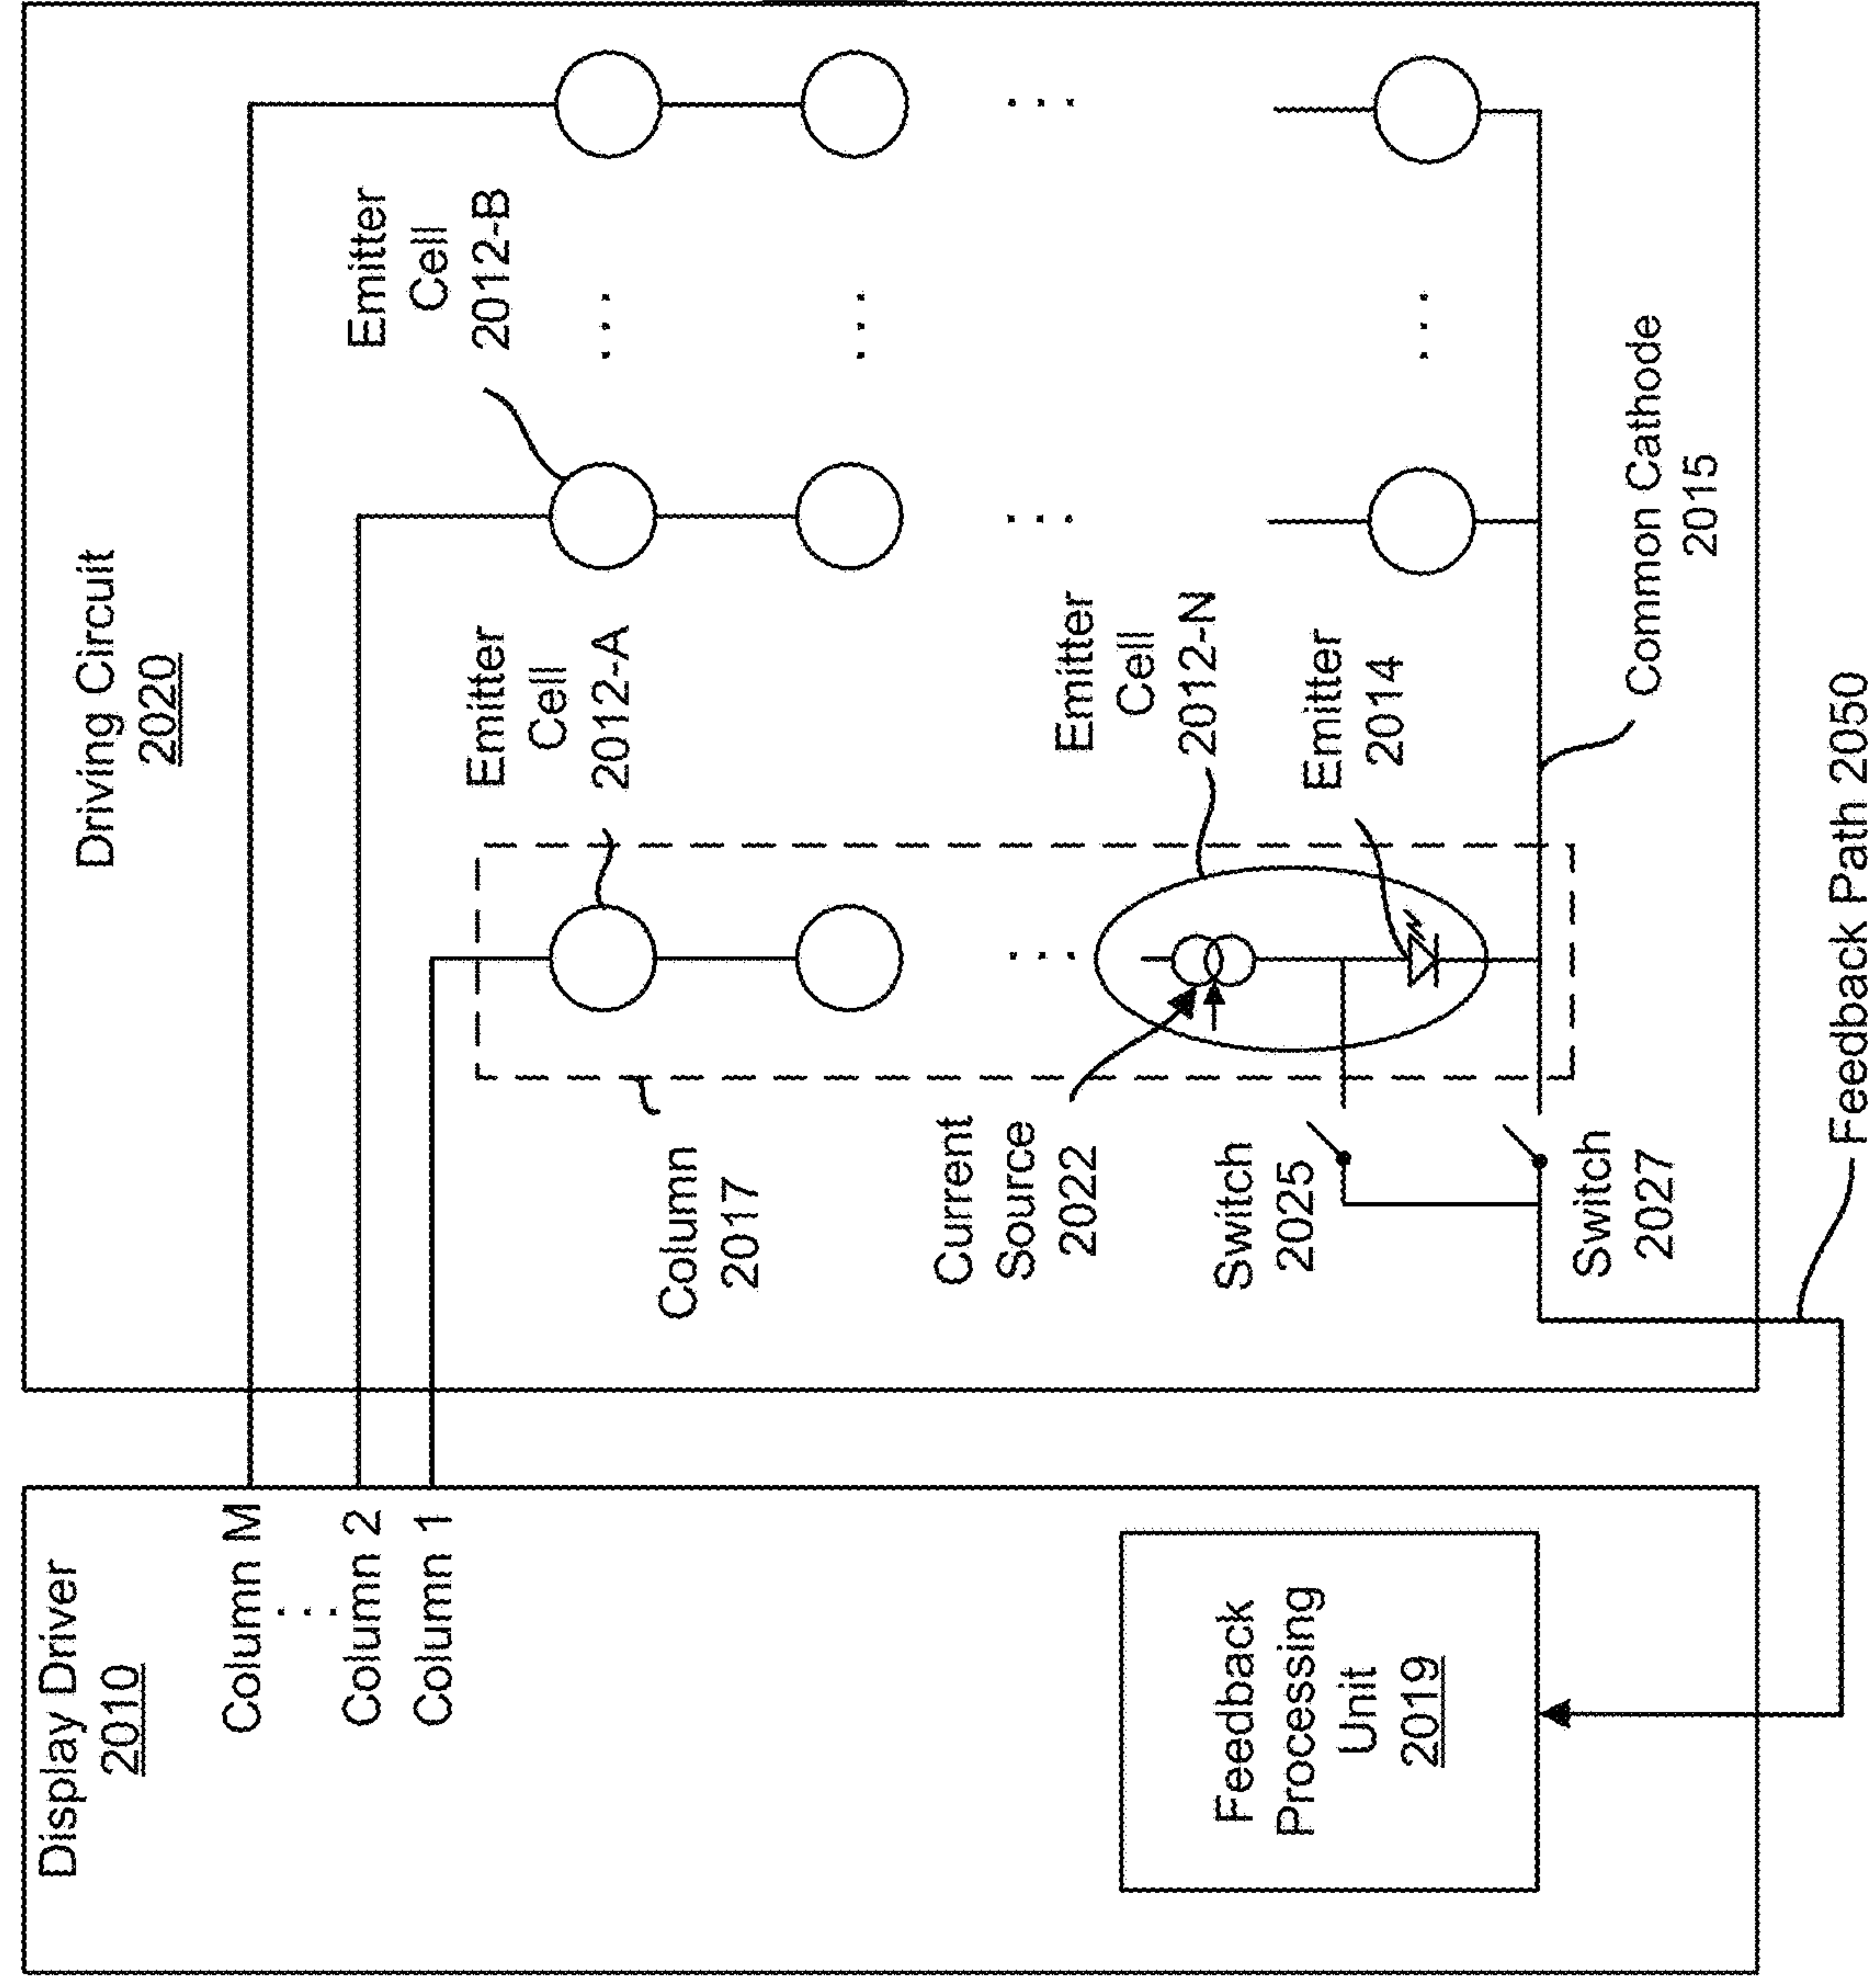 Display Driver
2010
Column M
Column 2
Column 1
Feedback
Processing
Unit
2019
Driving Circuit
2020
Emitter
Cell
2012-B
Emitter
Cell
2012-A
Column
2017
Emitter
Cell
2012-N
Current
Source
2022
Emitter
2014
Switch
2025
Switch
2027
Common Cathode
2015
Feedback Path 2050